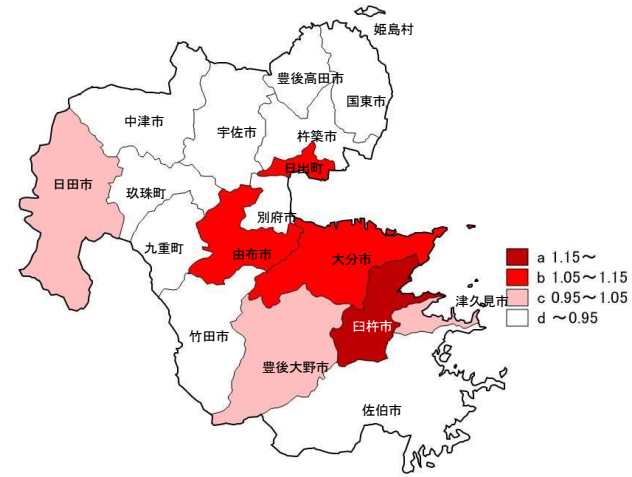 姫島村
豊後高田市
国東市
中津市
宇佐市
杵築市
日出町
日田市
玖珠町
別府市
九重町
由布市
大分市
a 1.15～
b 1.05～1.15
c 0.95～1.05
d ～0.95
津久見市
臼杵市
竹田市
豊後大野市
佐伯市